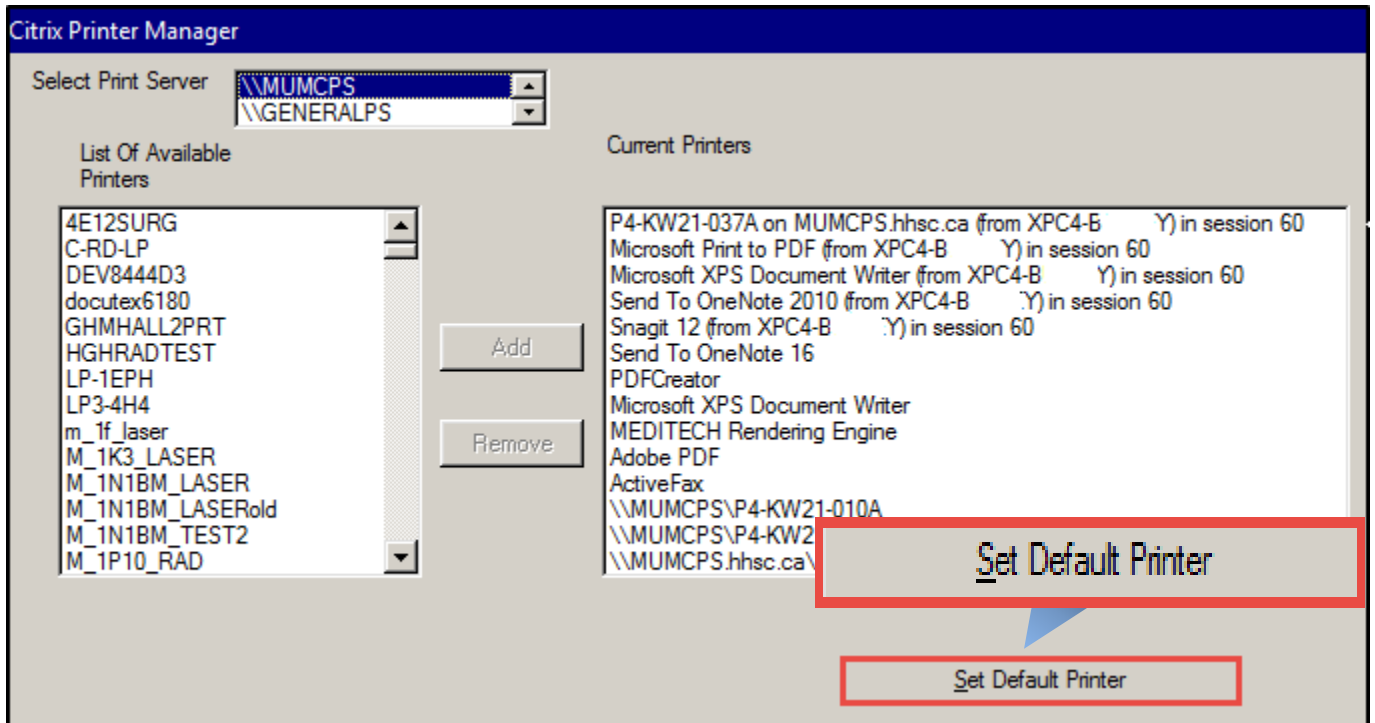 Citrix Printer Manager
Select Print Server
\\MUMCPS
\\GENERALPS
List Of Available
Printers
4E12SURG
C-RD-LP
DEV8444D3
docutex6180
GHMHALL2PRT
HGHRADTEST
LP-1EPH
LP3-4H4
m_1f_laser
M_1K3_LASER
M_1N1BM_LASER
M_1N1BM_LASERold
M_1N1BM_TEST2
M_1P10_RAD
Add
Remove
Current Printers
P4-KW21-037A on MUMCPS.hhsc.ca (from XPC4-B Y) in session 60
Microsoft Print to PDF (from XPC4-B Y) in session 60
Microsoft XPS Document Writer (from XPC4-B Y) in session 60
Send To OneNote 2010 (from XPC4-B Y) in session 60
Snagit 12 (from XPC4-B Y) in session 60
Send To OneNote 16
PDFCreator
Microsoft XPS Document Writer
MEDITECH Rendering Engine
Adobe PDF
ActiveFax
\\MUMCPS\P4-KW21-010A
\\MUMCPS\P4-KW2
\\MUMCPS.hhsc.ca\
Set Default Printer
Set Default Printer